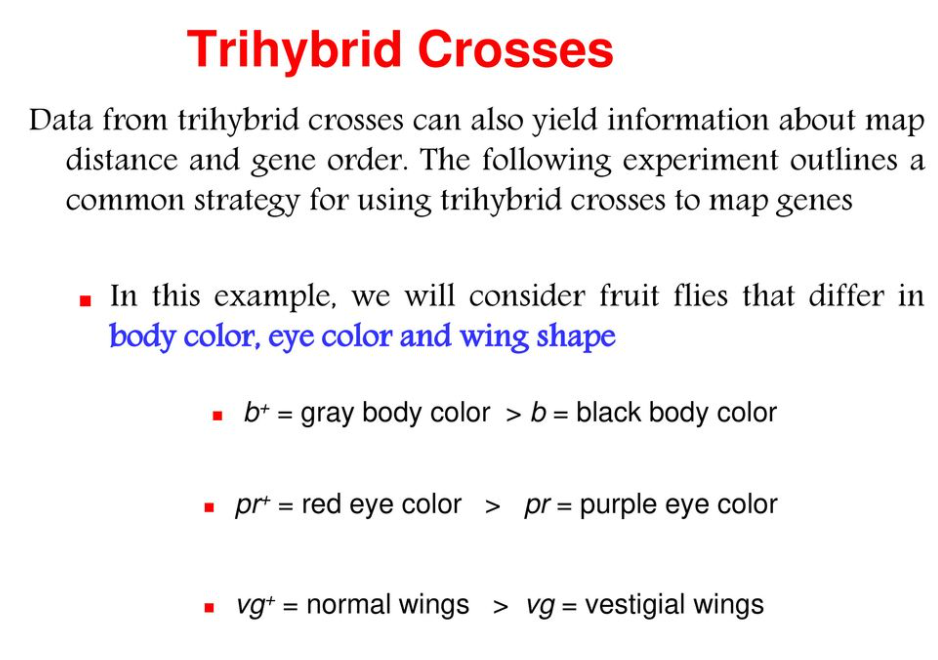 Trihybrid Crosses
Data from trihybrid crosses can also yield information about map
distance and gene order. The following experiment outlines a
common strategy for using trihybrid crosses to map genes
▪ In this example, we will consider fruit flies that differ in
body color, eye color and wing shape
▪ b⁺ = gray body color > b = black body color
▪ pr⁺ = red eye color > pr = purple eye color
▪ vg⁺ = normal wings > vg = vestigial wings